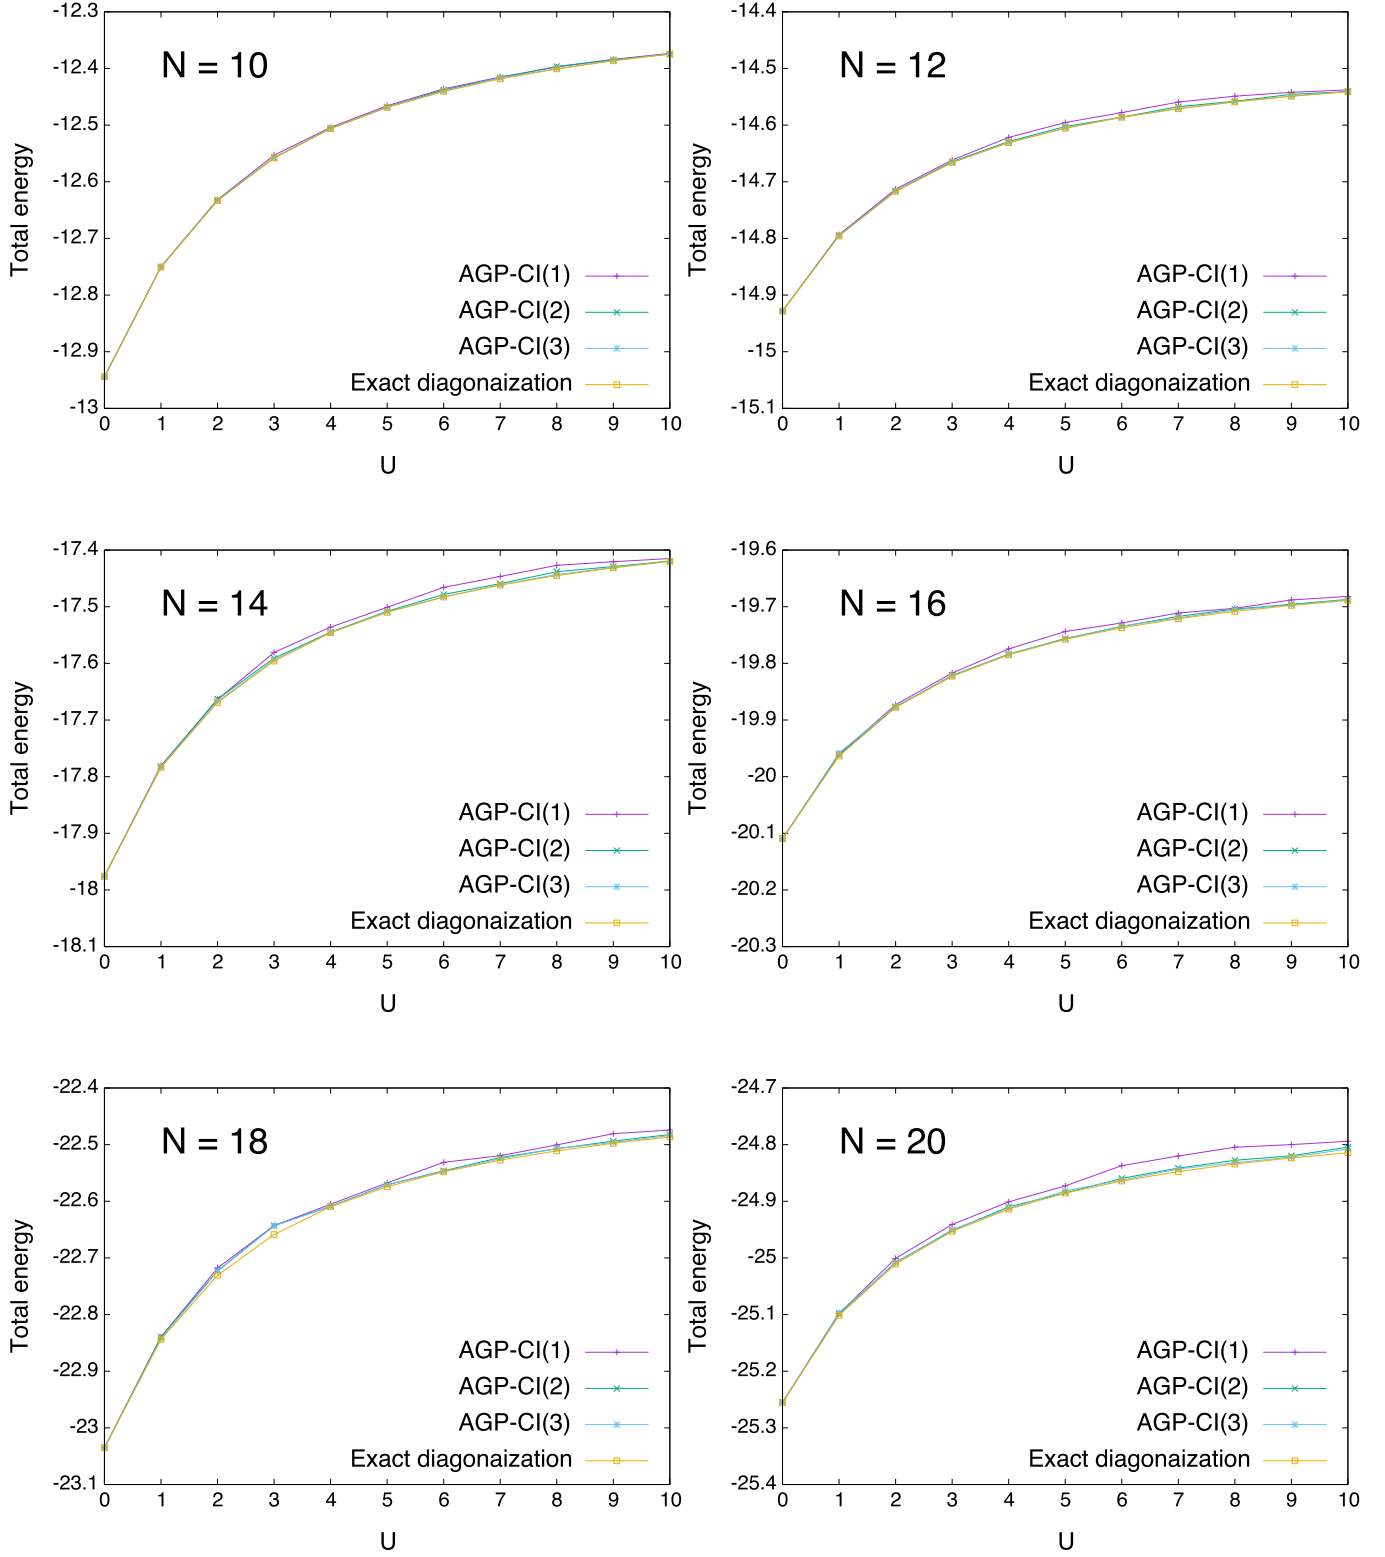 -12.3
-12.4
-12.5
-12.6
-12.7
-12.8
-12.9
-13
0 1 2 3 4 5 6 7 8 9 10
Total energy
U
N = 10
AGP-CI(1)
AGP-CI(2)
AGP-CI(3)
Exact diagonaization
-14.4
-14.5
-14.6
-14.7
-14.8
-14.9
-15
-15.1
0 1 2 3 4 5 6 7 8 9 10
Total energy
U
N = 12
AGP-CI(1)
AGP-CI(2)
AGP-CI(3)
Exact diagonaization
-17.4
-17.5
-17.6
-17.7
-17.8
-17.9
-18
-18.1
0 1 2 3 4 5 6 7 8 9 10
Total energy
U
N = 14
AGP-CI(1)
AGP-CI(2)
AGP-CI(3)
Exact diagonaization
-19.6
-19.7
-19.8
-19.9
-20
-20.1
-20.2
-20.3
0 1 2 3 4 5 6 7 8 9 10
Total energy
U
N = 16
AGP-CI(1)
AGP-CI(2)
AGP-CI(3)
Exact diagonaization
-22.4
-22.5
-22.6
-22.7
-22.8
-22.9
-23
-23.1
0 1 2 3 4 5 6 7 8 9 10
Total energy
U
N = 18
AGP-CI(1)
AGP-CI(2)
AGP-CI(3)
Exact diagonaization
-24.7
-24.8
-24.9
-25
-25.1
-25.2
-25.3
-25.4
0 1 2 3 4 5 6 7 8 9 10
Total energy
U
N = 20
AGP-CI(1)
AGP-CI(2)
AGP-CI(3)
Exact diagonaization